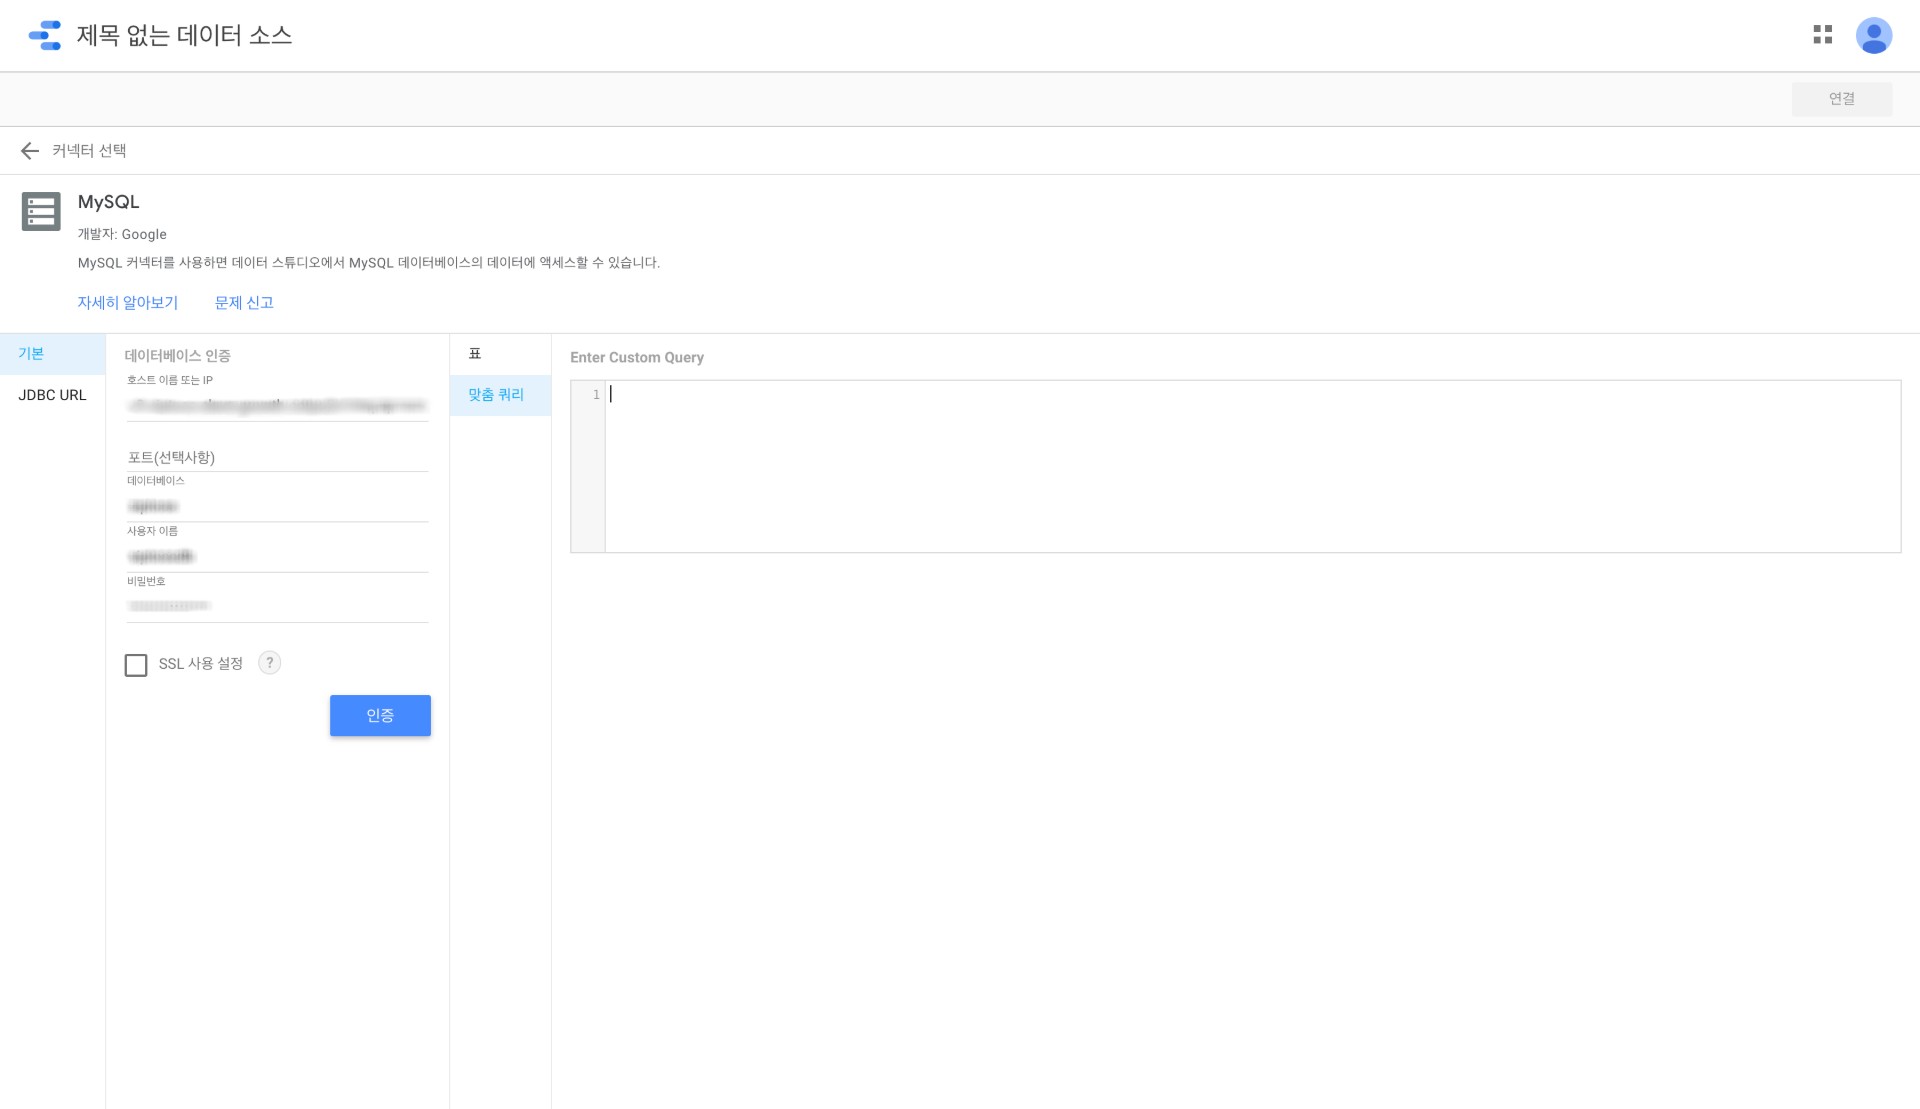 제목 없는 데이터 소스
연결
커넥터 선택
MySQL
개발자: Google
MySQL 커넥터를 사용하면 데이터 스튜디오에서 MySQL 데이터베이스의 데이터에 액세스할 수 있습니다.
자세히 알아보기
문제 신고
기본
JDBC URL
데이터베이스 인증
호스트 이름 또는 IP
포트(선택사항)
데이터베이스
사용자 이름
비밀번호
SSL 사용 설정
?
인증
표
맞춤 쿼리
Enter Custom Query
1